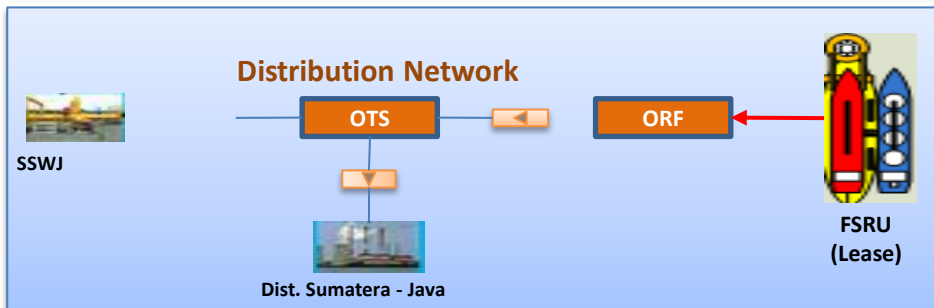 Distribution Network
OTS
ORF
SSWJ
FSRU
(Lease)
Dist. Sumatera - Java